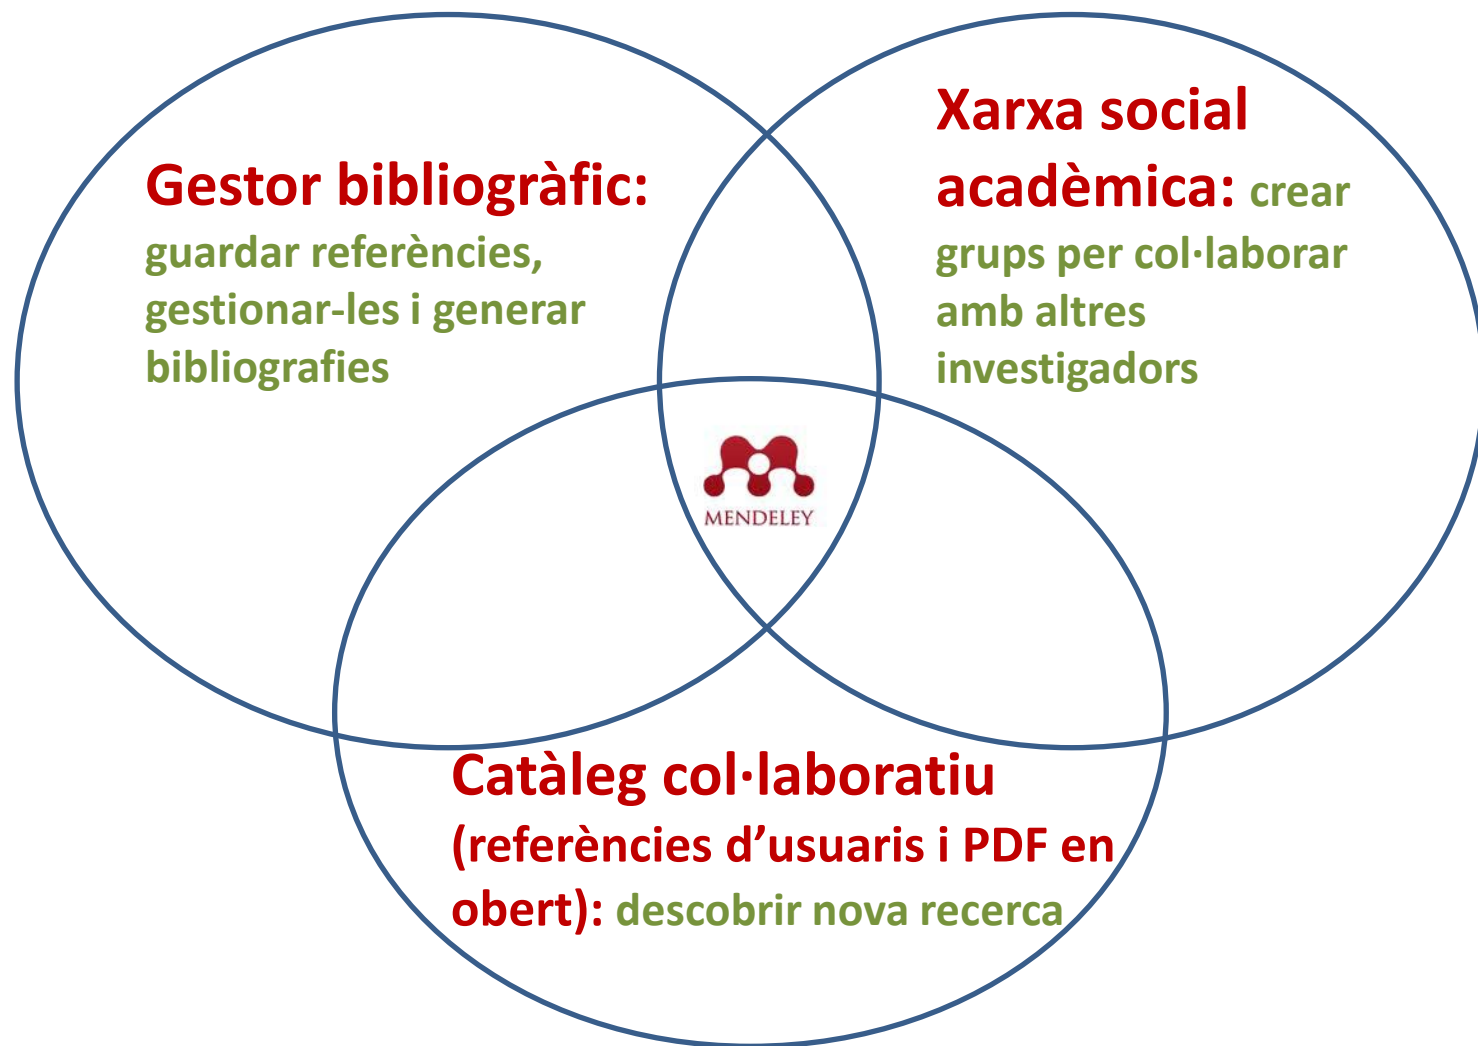 Gestor bibliogràfic:
guardar referències,
gestionar-les i generar
bibliografies
Xarxa social
acadèmica: crear
grups per col·laborar
amb altres
investigadors
MENDELEY
Catàleg col·laboratiu
(referències d’usuaris i PDF en
obert): descobrir nova recerca